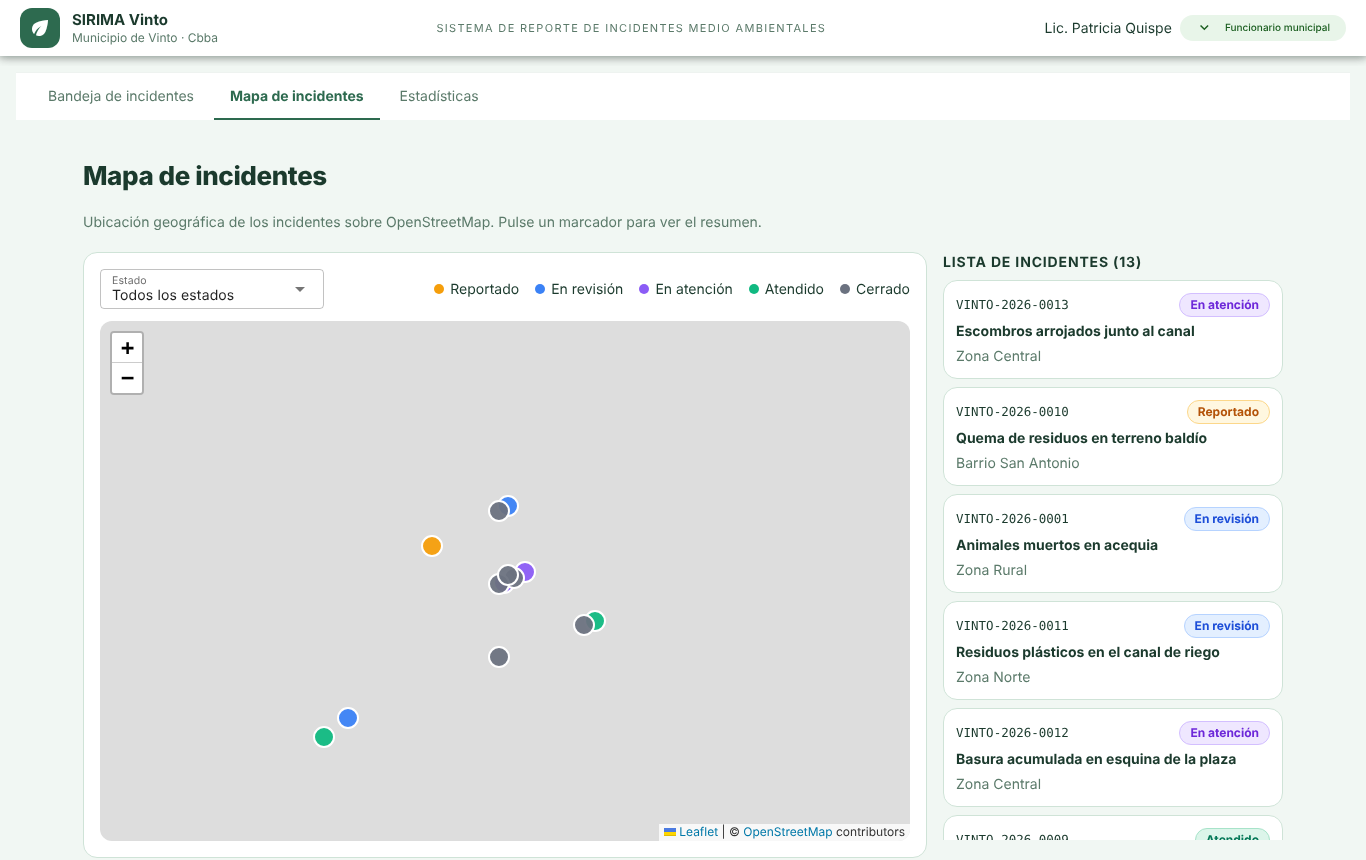 SIRIMA Vinto
Municipio de Vinto · Cbba
SISTEMA DE REPORTE DE INCIDENTES MEDIO AMBIENTALES
Lic. Patricia Quispe
Funcionario municipal
Bandeja de incidentes
Mapa de incidentes
Estadísticas
Mapa de incidentes
Ubicación geográfica de los incidentes sobre OpenStreetMap. Pulse un marcador para ver el resumen.
Estado
Todos los estados
Reportado
En revisión
En atención
Atendido
Cerrado
+
−
Leaflet | © OpenStreetMap contributors
LISTA DE INCIDENTES (13)
VINTO-2026-0013
En atención
Escombros arrojados junto al canal
Zona Central
VINTO-2026-0010
Reportado
Quema de residuos en terreno baldío
Barrio San Antonio
VINTO-2026-0001
En revisión
Animales muertos en acequia
Zona Rural
VINTO-2026-0011
En revisión
Residuos plásticos en el canal de riego
Zona Norte
VINTO-2026-0012
En atención
Basura acumulada en esquina de la plaza
Zona Central
VINTO-2026-0009
Atendido